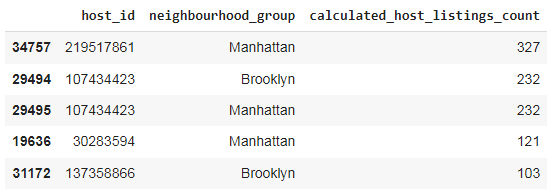 host_id neighbourhood_group calculated_host_listings_count
34757 219517861 Manhattan 327
29494 107434423 Brooklyn 232
29495 107434423 Manhattan 232
19636 30283594 Manhattan 121
31172 137358866 Brooklyn 103